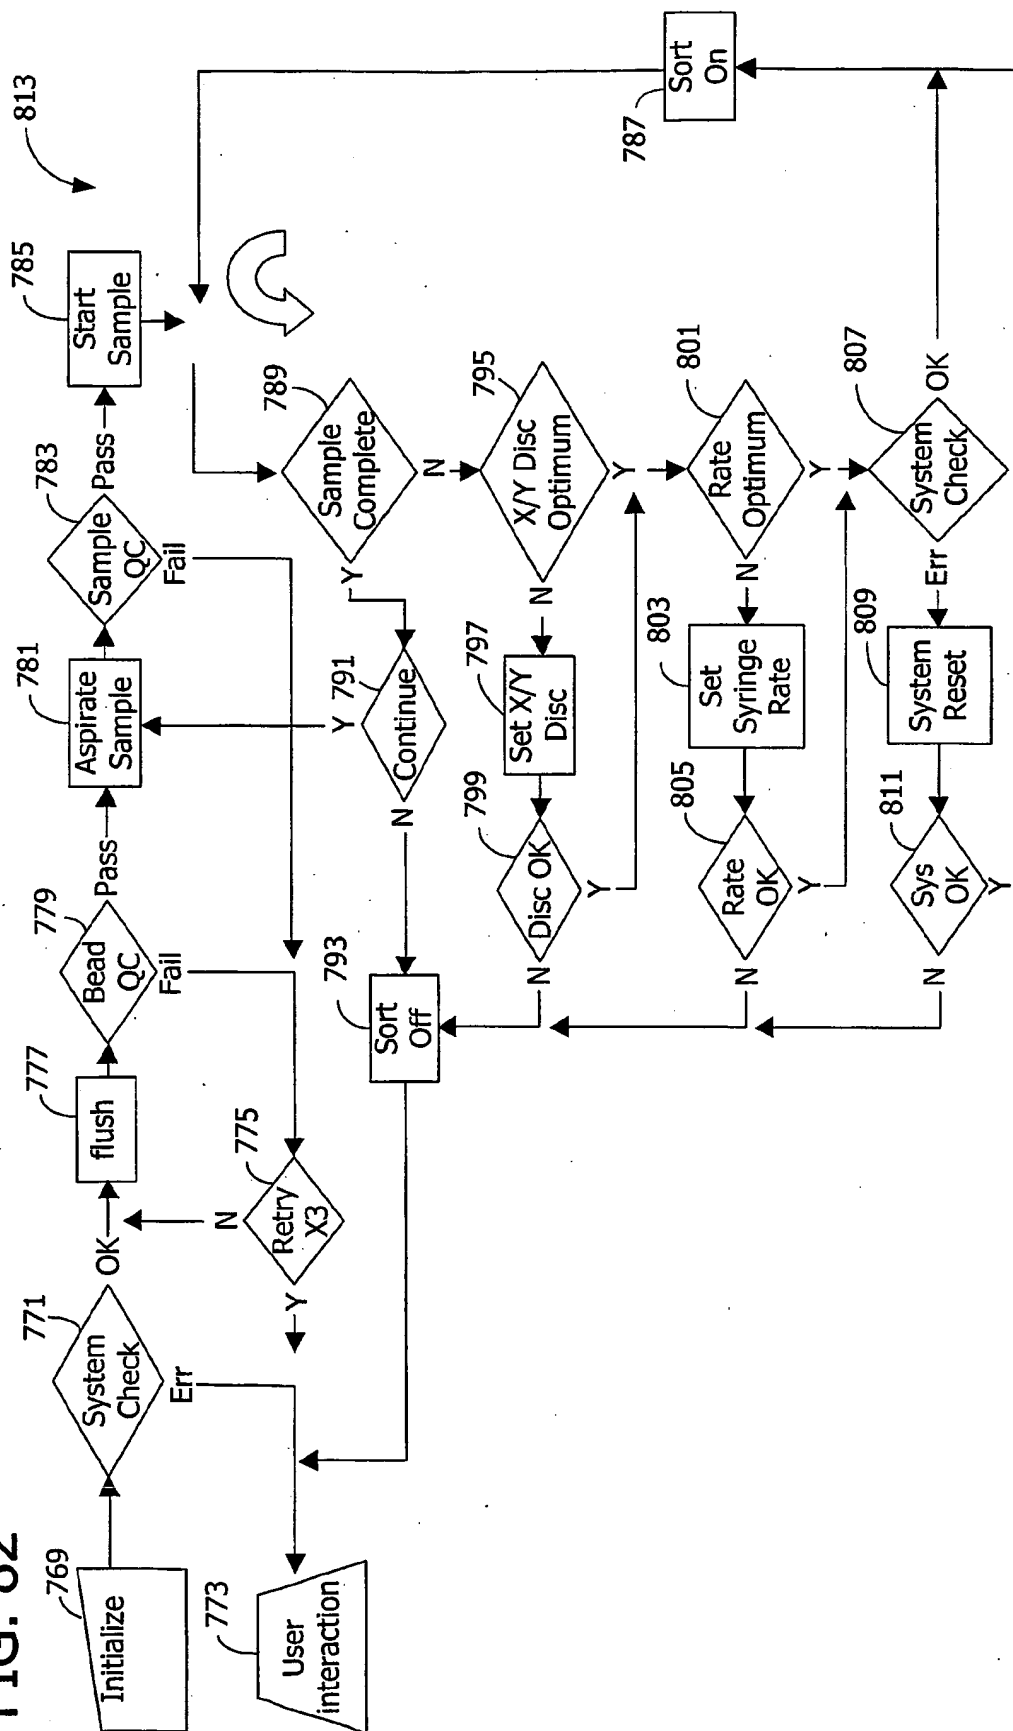 FIG. 82
813
769
Initialize
771
System
Check
OK
Err
777
flush
779
Bead
QC
Pass
Fail
781
Aspirate
Sample
783
Sample
QC
Pass
Fail
785
Start
Sample
773
User
interaction
775
Retry
X3
N
Y
787
Sort
On
789
Sample
Complete
Y
N
791
Continue
Y
N
793
Sort
Off
795
X/Y Disc
Optimum
N
Y
797
Set X/Y
Disc
799
Disc OK
N
Y
801
Rate
Optimum
N
Y
803
Set
Syringe
Rate
805
Rate
OK
N
Y
807
System
Check
OK
Err
809
System
Reset
811
Sys
OK
N
Y